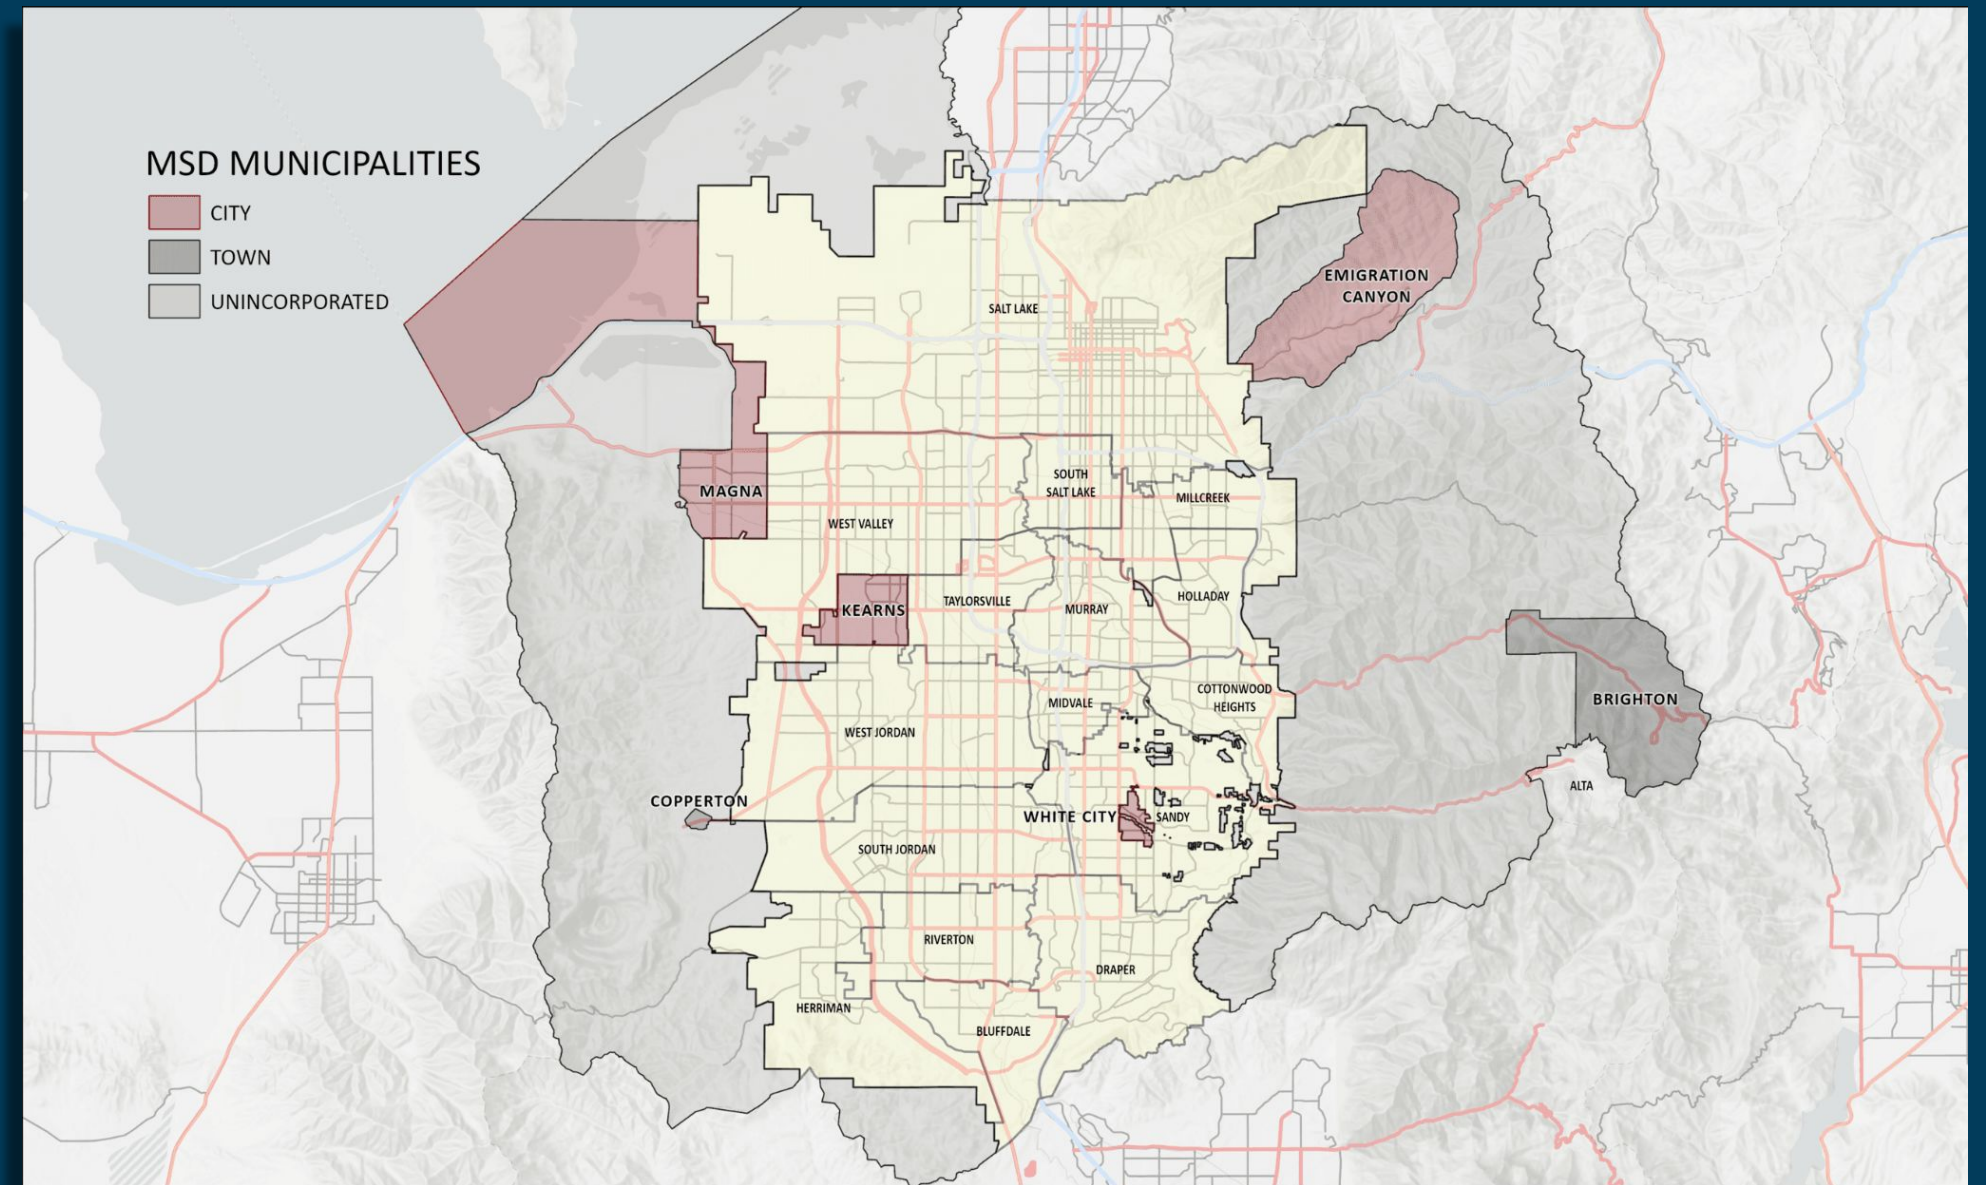 MSD MUNICIPALITIES
CITY
TOWN
UNINCORPORATED
EMIGRATION
CANYON
SALT LAKE
SOUTH
SALT LAKE
MAGNA
MILLCREEK
WEST VALLEY
KEARNS
TAYLORSVILLE
MURRAY
HOLLADAY
COTTONWOOD
HEIGHTS
MIDVALE
BRIGHTON
WEST JORDAN
ALTA
COPPERTON
WHITE CITY
SANDY
SOUTH JORDAN
RIVERTON
DRAPER
HERRIMAN
BLUFFDALE